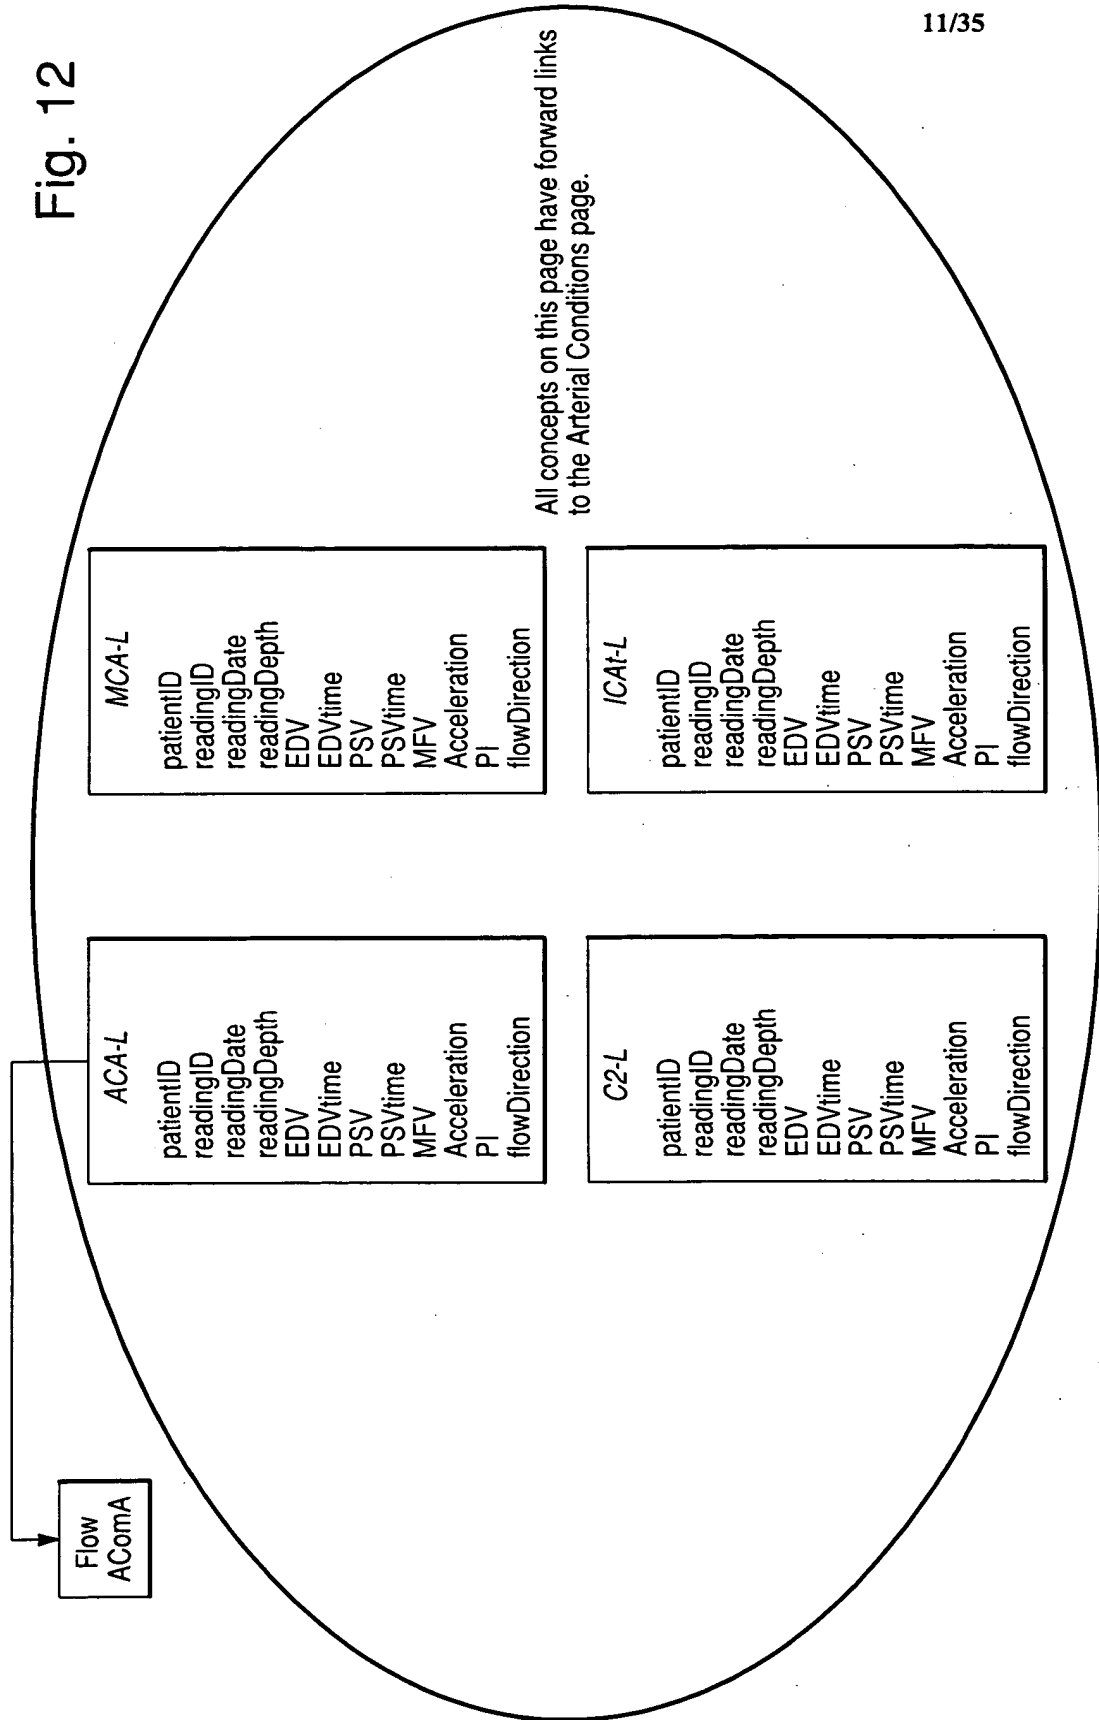 11/35
Fig. 12
Flow
AComA
ACA-L
patientID
readingID
readingDate
readingDepth
EDV
EDVtime
PSV
PSVtime
MFV
Acceleration
PI
flowDirection
MCA-L
patientID
readingID
readingDate
readingDepth
EDV
EDVtime
PSV
PSVtime
MFV
Acceleration
PI
flowDirection
All concepts on this page have forward links
to the Arterial Conditions page.
C2-L
patientID
readingID
readingDate
readingDepth
EDV
EDVtime
PSV
PSVtime
MFV
Acceleration
PI
flowDirection
ICAt-L
patientID
readingID
readingDate
readingDepth
EDV
EDVtime
PSV
PSVtime
MFV
Acceleration
PI
flowDirection